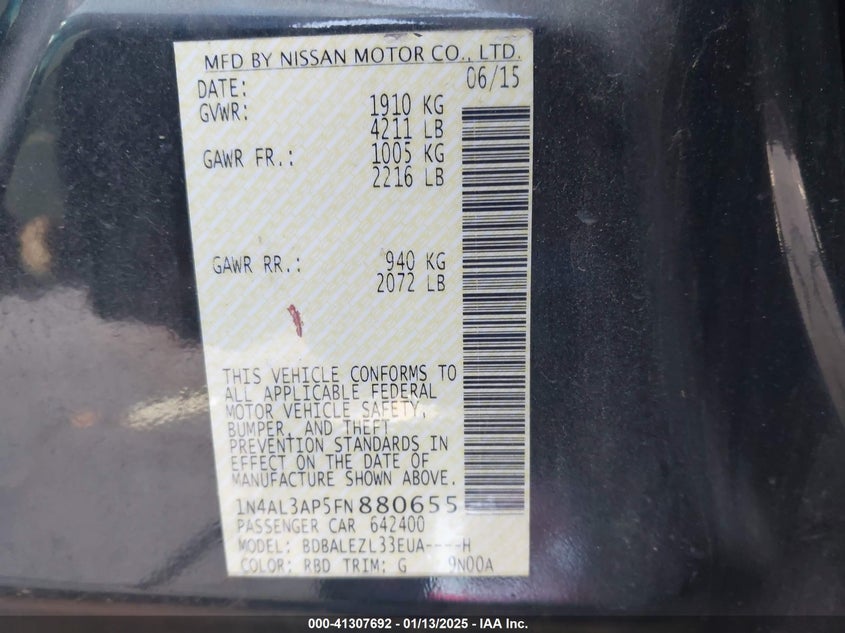 MFD BY NISSAN MOTOR CO., LTD.
DATE: 06/15
GVWR: 1910 KG
4211 LB
GAWR FR.: 1005 KG
2216 LB
GAWR RR.: 940 KG
2072 LB
THIS VEHICLE CONFORMS TO
ALL APPLICABLE FEDERAL
MOTOR VEHICLE SAFETY,
BUMPER, AND THEFT
PREVENTION STANDARDS IN
EFFECT ON THE DATE OF
MANUFACTURE SHOWN ABOVE.
1N4AL3AP5FN880655
PASSENGER CAR 642400
MODEL: BDBALEZL33EUA----H
COLOR: RBD TRIM: G 9N00A
000-41307692 - 01/13/2025 - IAA Inc.